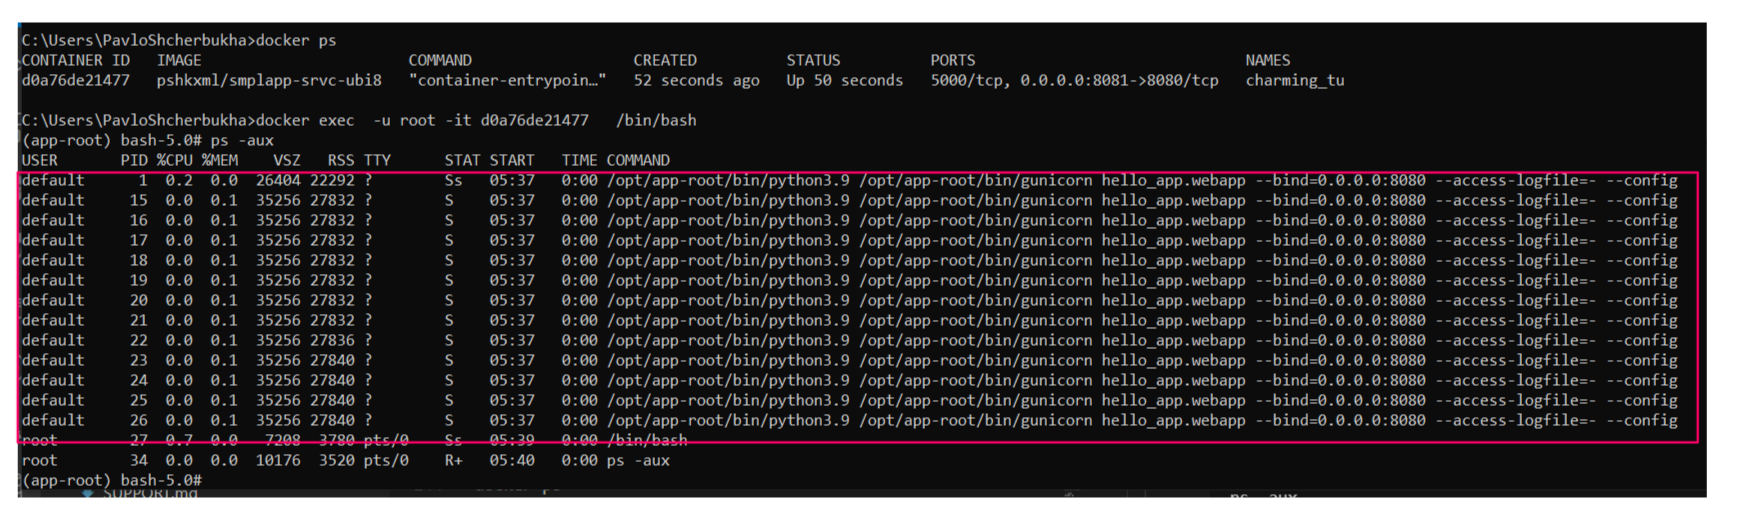 C:\Users\PavloShcherbukha>docker ps
CONTAINER ID   IMAGE                       COMMAND                  CREATED          STATUS          PORTS                              NAMES
d0a76de21477   pshkxml/smplapp-srvc-ubi8   "container-entrypoin…"   52 seconds ago   Up 50 seconds   5000/tcp, 0.0.0.0:8081->8080/tcp   charming_tu
C:\Users\PavloShcherbukha>docker exec  -u root -it d0a76de21477   /bin/bash
(app-root) bash-5.0# ps -aux
USER       PID %CPU %MEM    VSZ   RSS TTY      STAT START   TIME COMMAND
default      1  0.2  0.0  26404 22292 ?        Ss   05:37   0:00 /opt/app-root/bin/python3.9 /opt/app-root/bin/gunicorn hello_app.webapp --bind=0.0.0.0:8080 --access-logfile=- --config
default     15  0.0  0.1  35256 27832 ?        S    05:37   0:00 /opt/app-root/bin/python3.9 /opt/app-root/bin/gunicorn hello_app.webapp --bind=0.0.0.0:8080 --access-logfile=- --config
default     16  0.0  0.1  35256 27832 ?        S    05:37   0:00 /opt/app-root/bin/python3.9 /opt/app-root/bin/gunicorn hello_app.webapp --bind=0.0.0.0:8080 --access-logfile=- --config
default     17  0.0  0.1  35256 27832 ?        S    05:37   0:00 /opt/app-root/bin/python3.9 /opt/app-root/bin/gunicorn hello_app.webapp --bind=0.0.0.0:8080 --access-logfile=- --config
default     18  0.0  0.1  35256 27832 ?        S    05:37   0:00 /opt/app-root/bin/python3.9 /opt/app-root/bin/gunicorn hello_app.webapp --bind=0.0.0.0:8080 --access-logfile=- --config
default     19  0.0  0.1  35256 27832 ?        S    05:37   0:00 /opt/app-root/bin/python3.9 /opt/app-root/bin/gunicorn hello_app.webapp --bind=0.0.0.0:8080 --access-logfile=- --config
default     20  0.0  0.1  35256 27832 ?        S    05:37   0:00 /opt/app-root/bin/python3.9 /opt/app-root/bin/gunicorn hello_app.webapp --bind=0.0.0.0:8080 --access-logfile=- --config
default     21  0.0  0.1  35256 27832 ?        S    05:37   0:00 /opt/app-root/bin/python3.9 /opt/app-root/bin/gunicorn hello_app.webapp --bind=0.0.0.0:8080 --access-logfile=- --config
default     22  0.0  0.1  35256 27836 ?        S    05:37   0:00 /opt/app-root/bin/python3.9 /opt/app-root/bin/gunicorn hello_app.webapp --bind=0.0.0.0:8080 --access-logfile=- --config
default     23  0.0  0.1  35256 27840 ?        S    05:37   0:00 /opt/app-root/bin/python3.9 /opt/app-root/bin/gunicorn hello_app.webapp --bind=0.0.0.0:8080 --access-logfile=- --config
default     24  0.0  0.1  35256 27840 ?        S    05:37   0:00 /opt/app-root/bin/python3.9 /opt/app-root/bin/gunicorn hello_app.webapp --bind=0.0.0.0:8080 --access-logfile=- --config
default     25  0.0  0.1  35256 27840 ?        S    05:37   0:00 /opt/app-root/bin/python3.9 /opt/app-root/bin/gunicorn hello_app.webapp --bind=0.0.0.0:8080 --access-logfile=- --config
default     26  0.0  0.1  35256 27840 ?        S    05:37   0:00 /opt/app-root/bin/python3.9 /opt/app-root/bin/gunicorn hello_app.webapp --bind=0.0.0.0:8080 --access-logfile=- --config
root        27  0.7  0.0   7208  3780 pts/0    Ss   05:39   0:00 /bin/bash
root        34  0.0  0.0  10176  3520 pts/0    R+   05:40   0:00 ps -aux
(app-root) bash-5.0#
SUPPORT.md
ps -aux